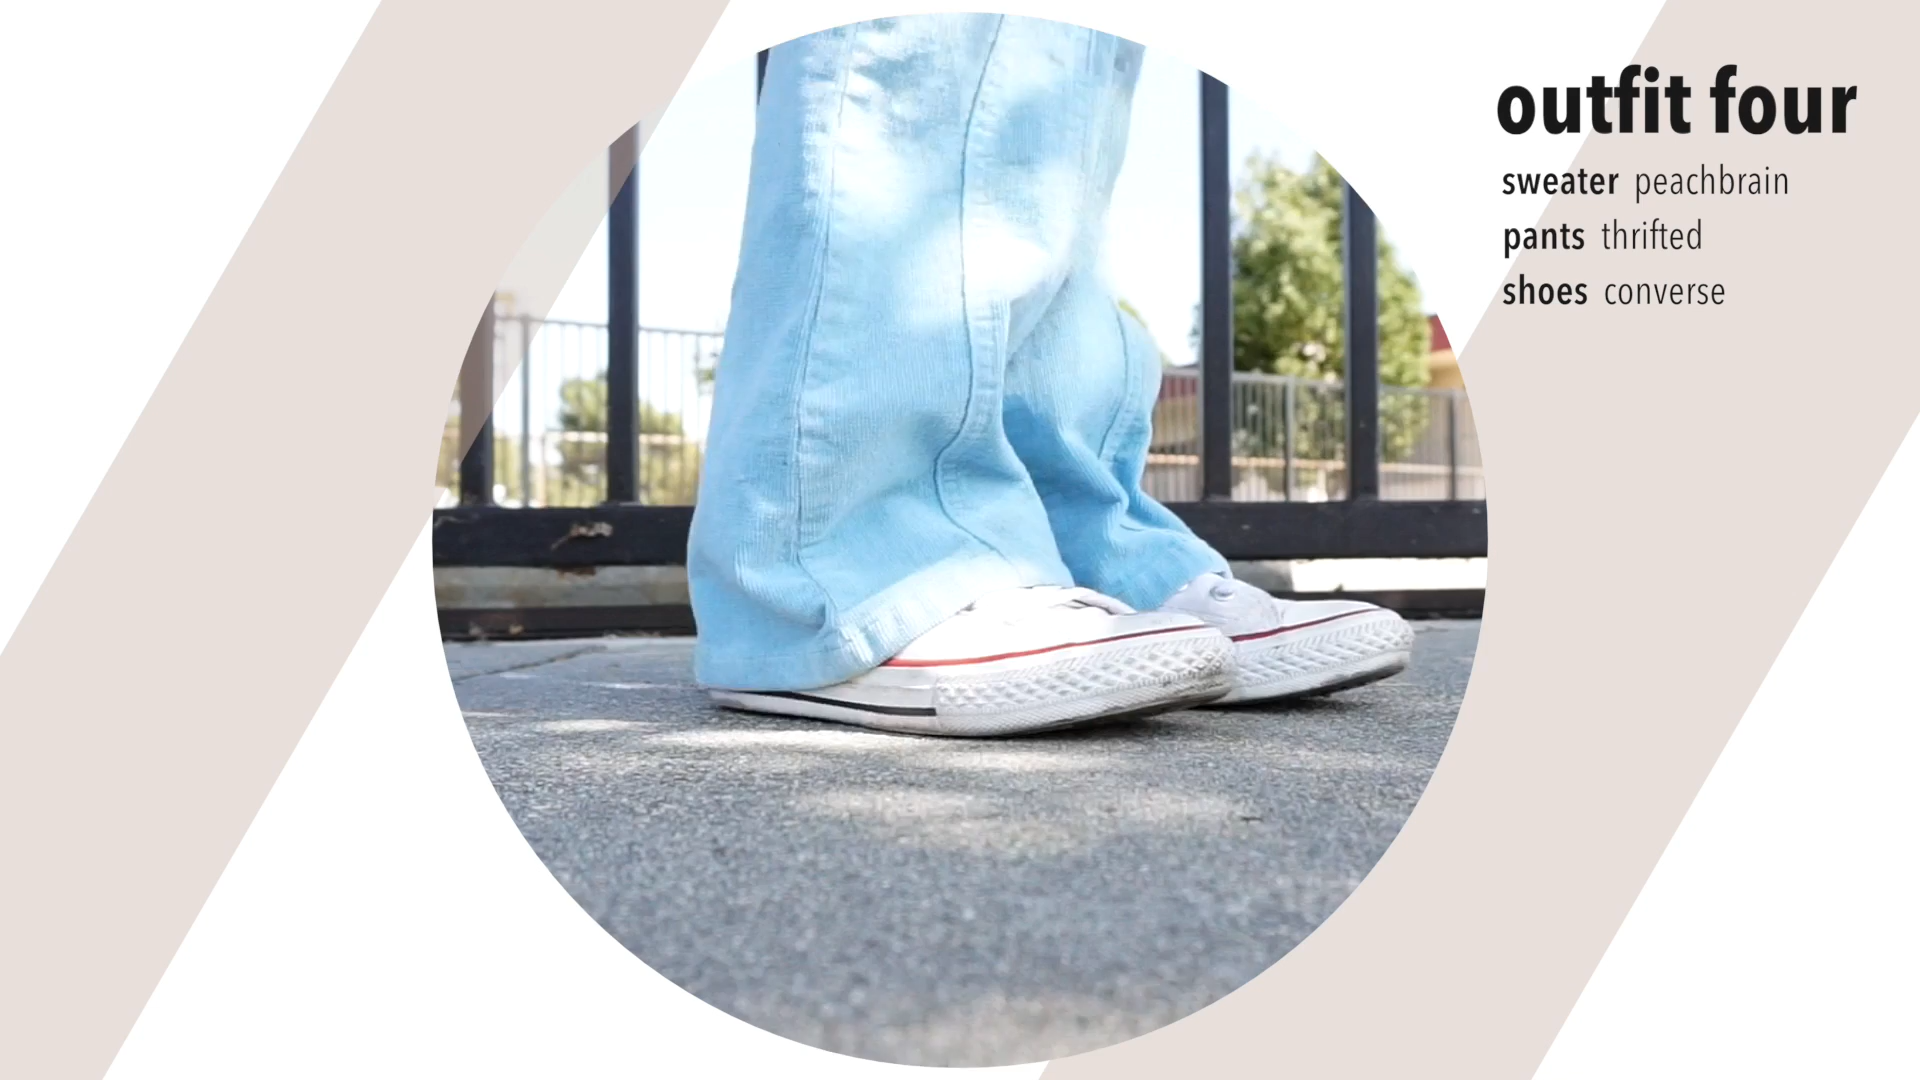 outfit four
sweater peachbrain
pants thrifted
shoes converse